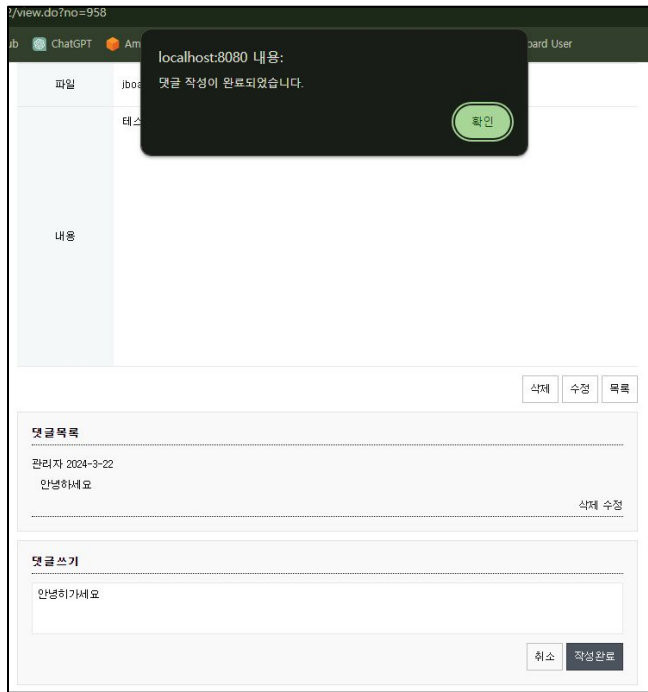 /view.do?no=958
ub ChatGPT Am
oard User
localhost:8080 내용:
댓글 작성이 완료되었습니다.
확인
파일 jboa
테스
내용
삭제 수정 목록
댓글목록
관리자 2024-3-22
안녕하세요
삭제 수정
댓글쓰기
안녕히가세요
취소 작성완료